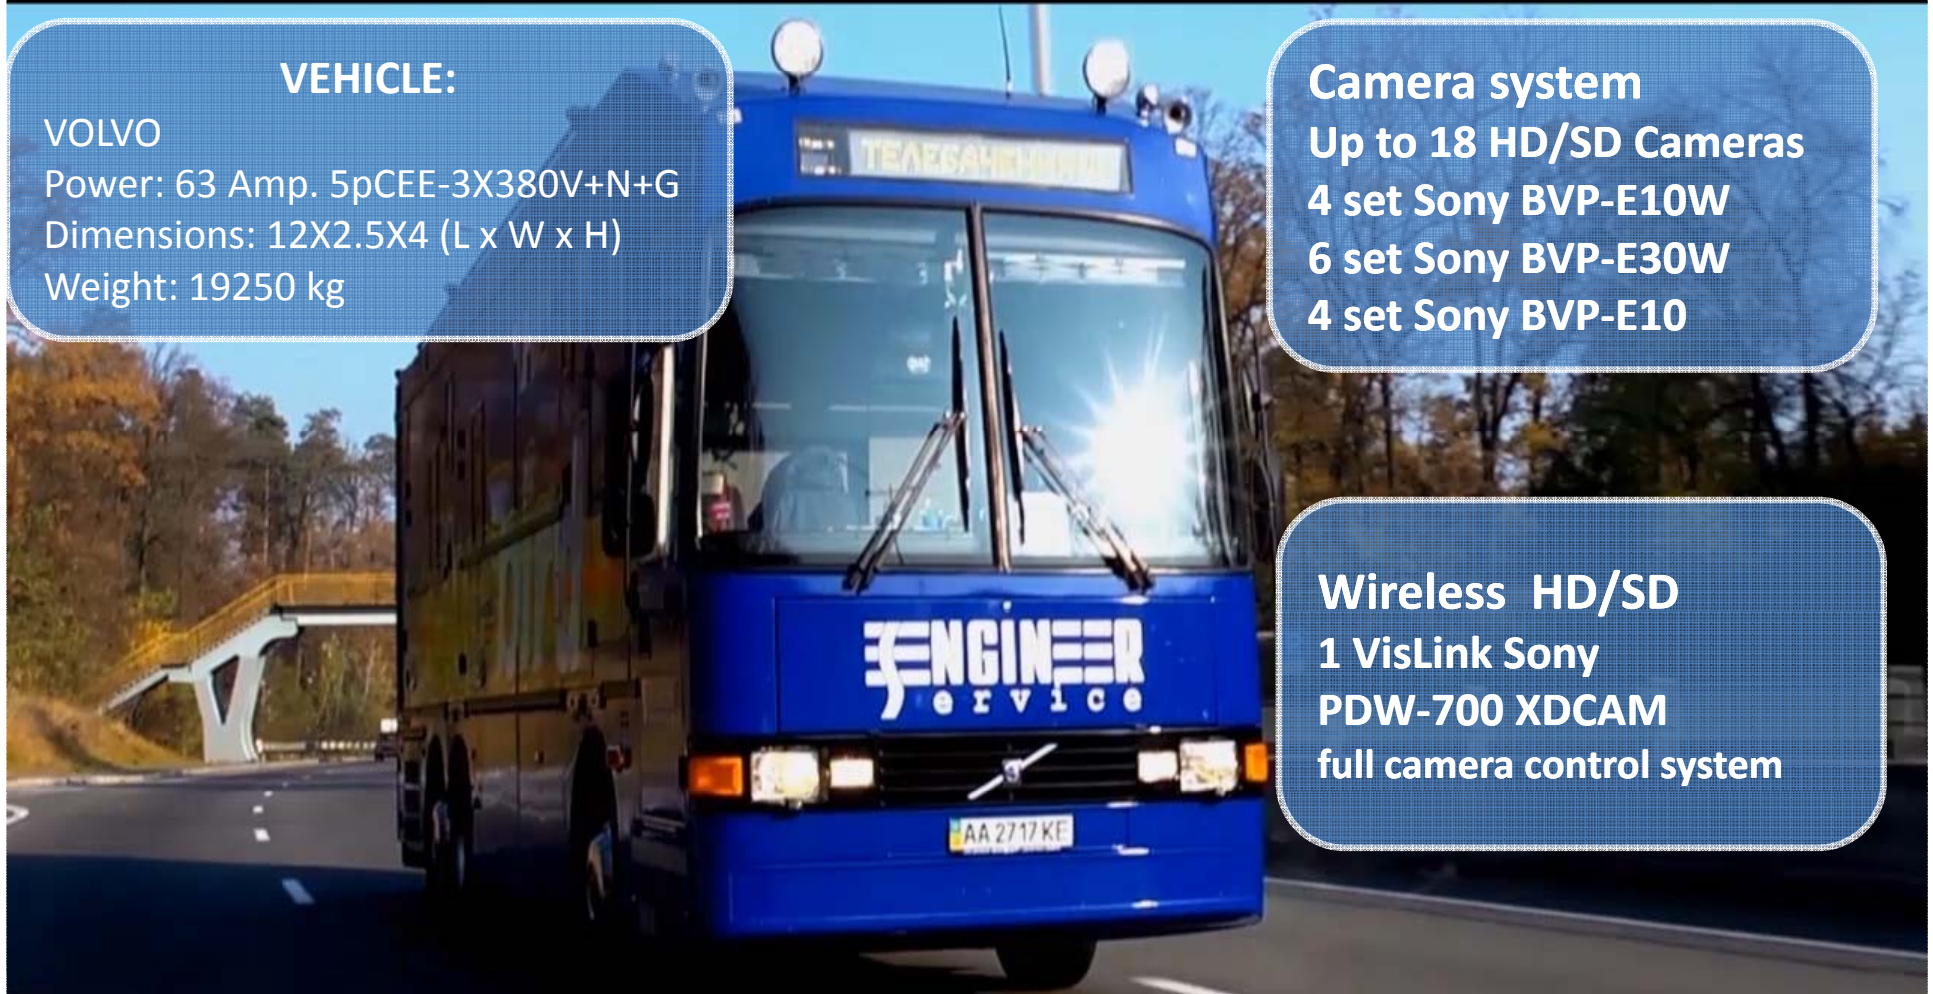 VEHICLE:
VOLVO
Power: 63 Amp. 5pCEE-3X380V+N+G
Dimensions: 12X2.5X4 (L x W x H)
Weight: 19250 kg
Camera system
Up to 18 HD/SD Cameras
4 set Sony BVP-E10W
6 set Sony BVP-E30W
4 set Sony BVP-E10
Wireless HD/SD
1 VisLink Sony
PDW-700 XDCAM
full camera control system
ТЕЛЕБАЧЕННЯ
ENGINEER
Service
AA 2717 KE